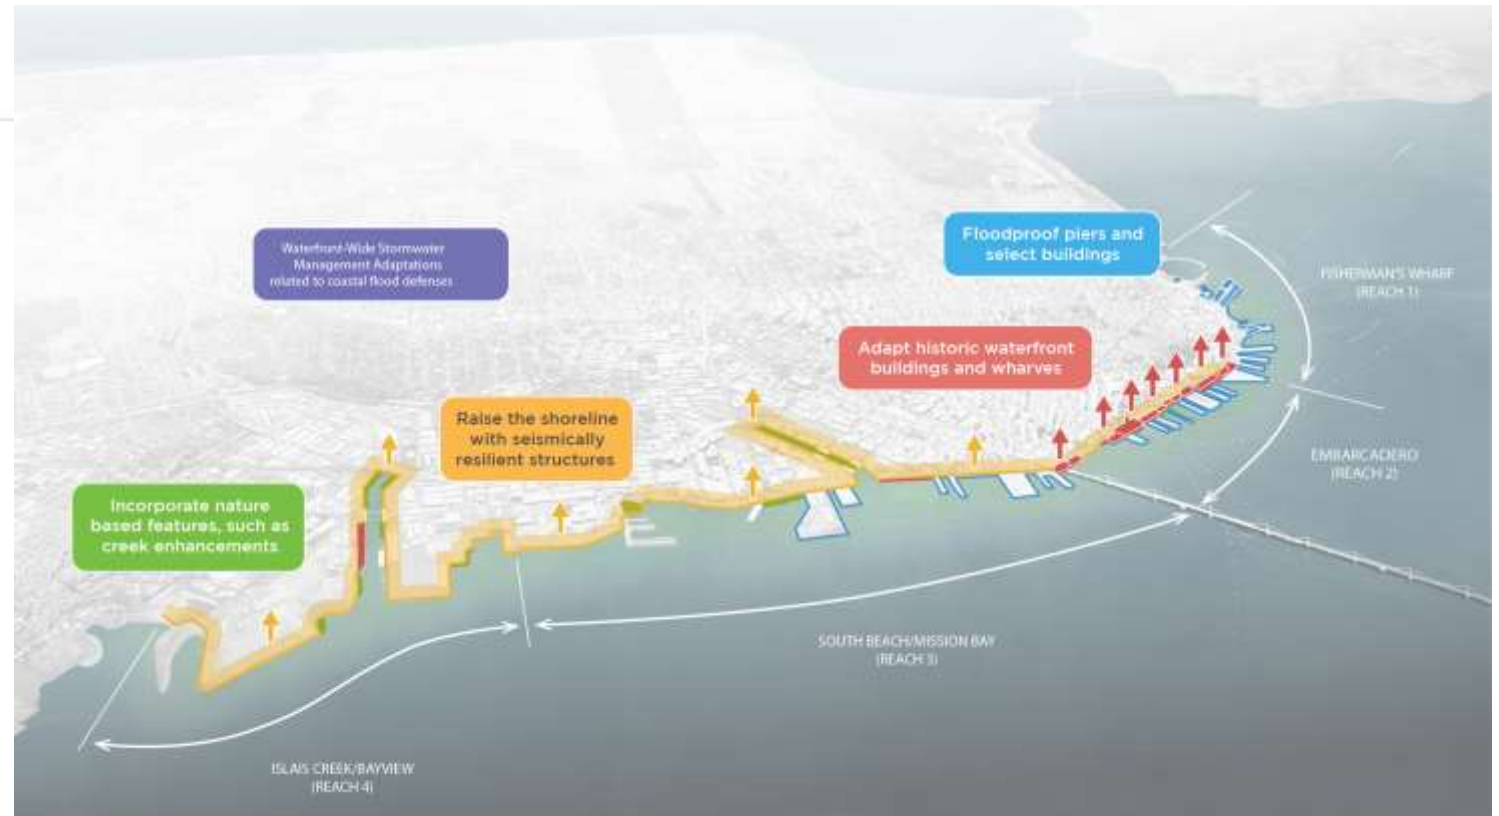 Waterfront-Wide Stormwater
Management Adaptations
related to coastal flood defenses
Floodproof piers and
select buildings
FISHERMAN'S WHARF
(REACH 1)
Adapt historic waterfront
buildings and wharves
Raise the shoreline
with seismically
resilient structures
EMBARCADERO
(REACH 2)
Incorporate nature
based features, such as
creek enhancements
SOUTH BEACH/MISSION BAY
(REACH 3)
ISLAIS CREEK/BAYVIEW
(REACH 4)